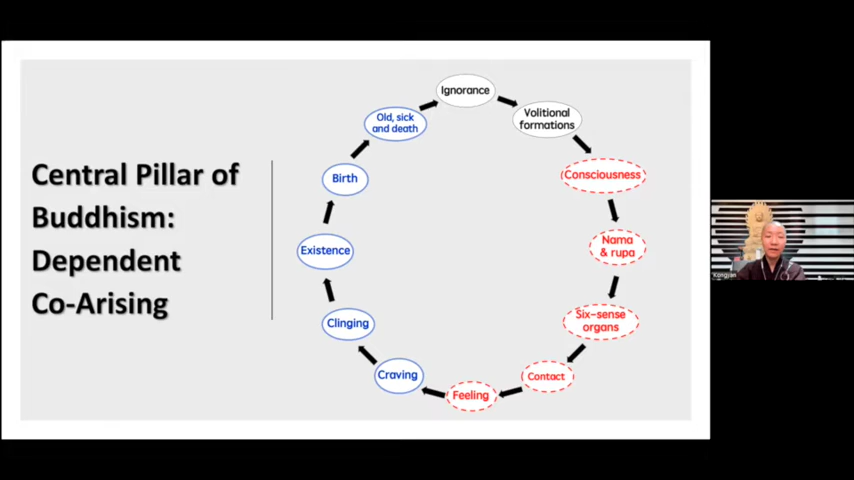 Central Pillar of
Buddhism:
Dependent
Co-Arising
Ignorance
Volitional
formations
Consciousness
Nama
& rupa
Six-sense
organs
Contact
Feeling
Craving
Clinging
Existence
Birth
Old, sick
and death